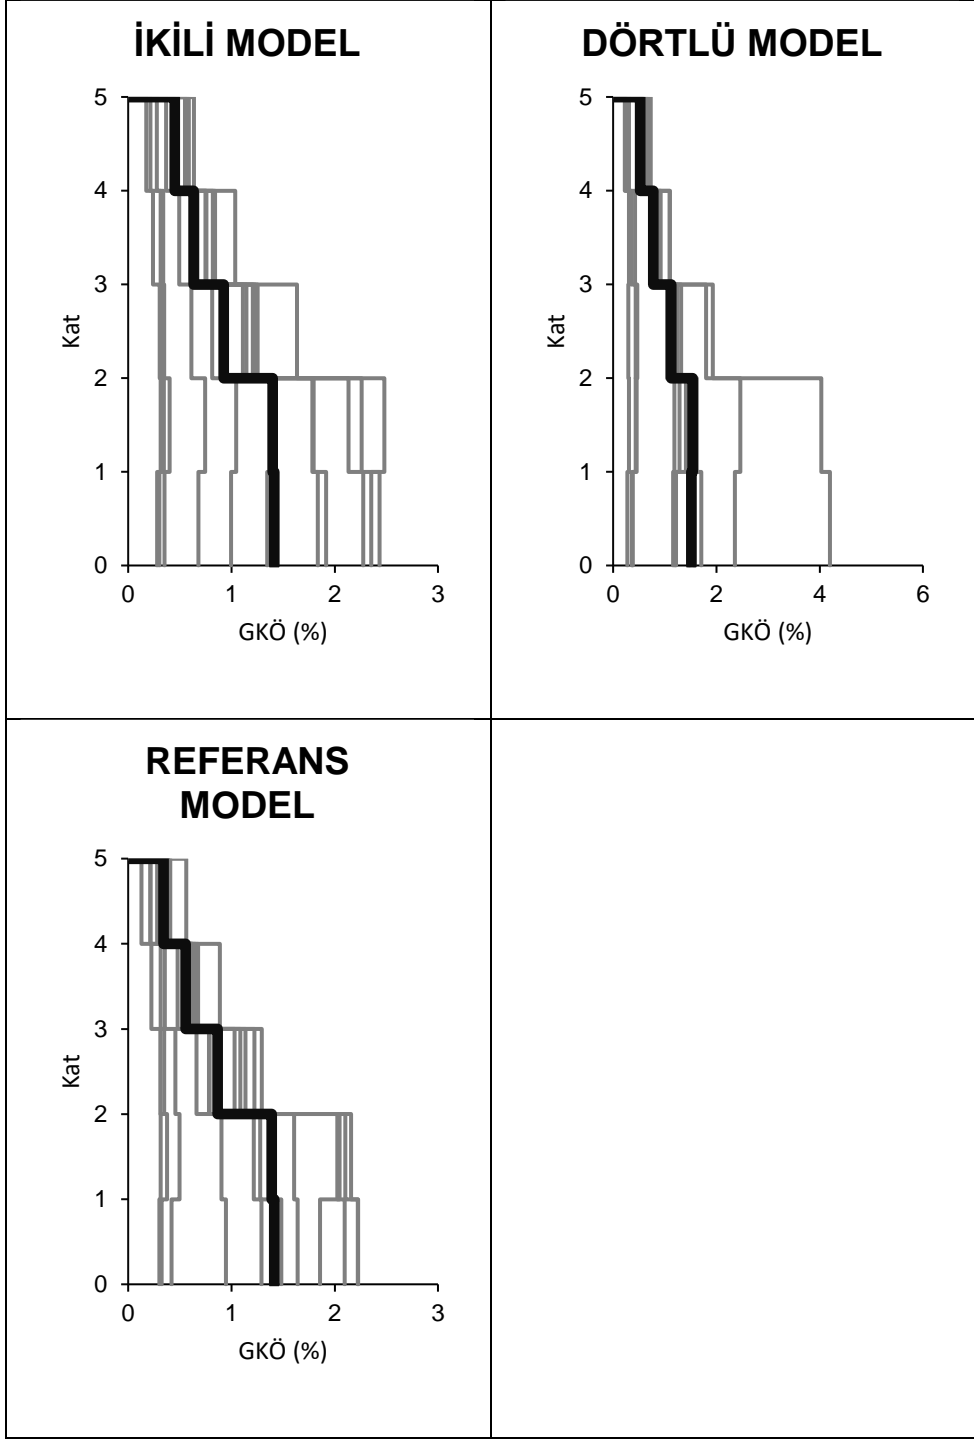 İKİLİ MODEL
5
4
3
2
1
0
Kat
0 1 2 3
GKÖ (%)
DÖRTLÜ MODEL
5
4
3
2
1
0
Kat
0 2 4 6
GKÖ (%)
REFERANS
MODEL
5
4
3
2
1
0
Kat
0 1 2 3
GKÖ (%)